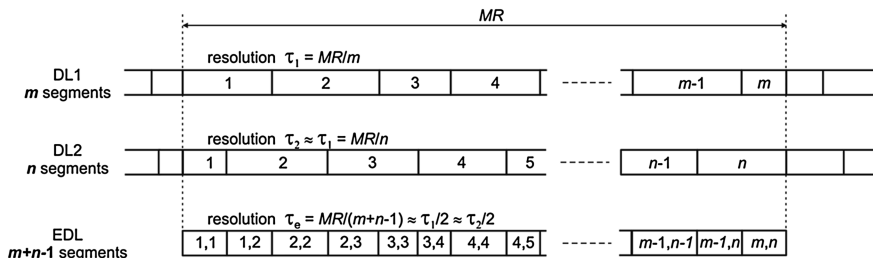 MR
resolution τ1 = MR/m
DL1
m segments
1 2 3 4 m-1 m
resolution τ2 ≈ τ1 = MR/n
DL2
n segments
1 2 3 4 5 n-1 n
resolution τe = MR/(m+n-1) ≈ τ1/2 ≈ τ2/2
EDL
m+n-1 segments
1,1 1,2 2,2 2,3 3,3 3,4 4,4 4,5 m-1,n-1 m-1,n m,n